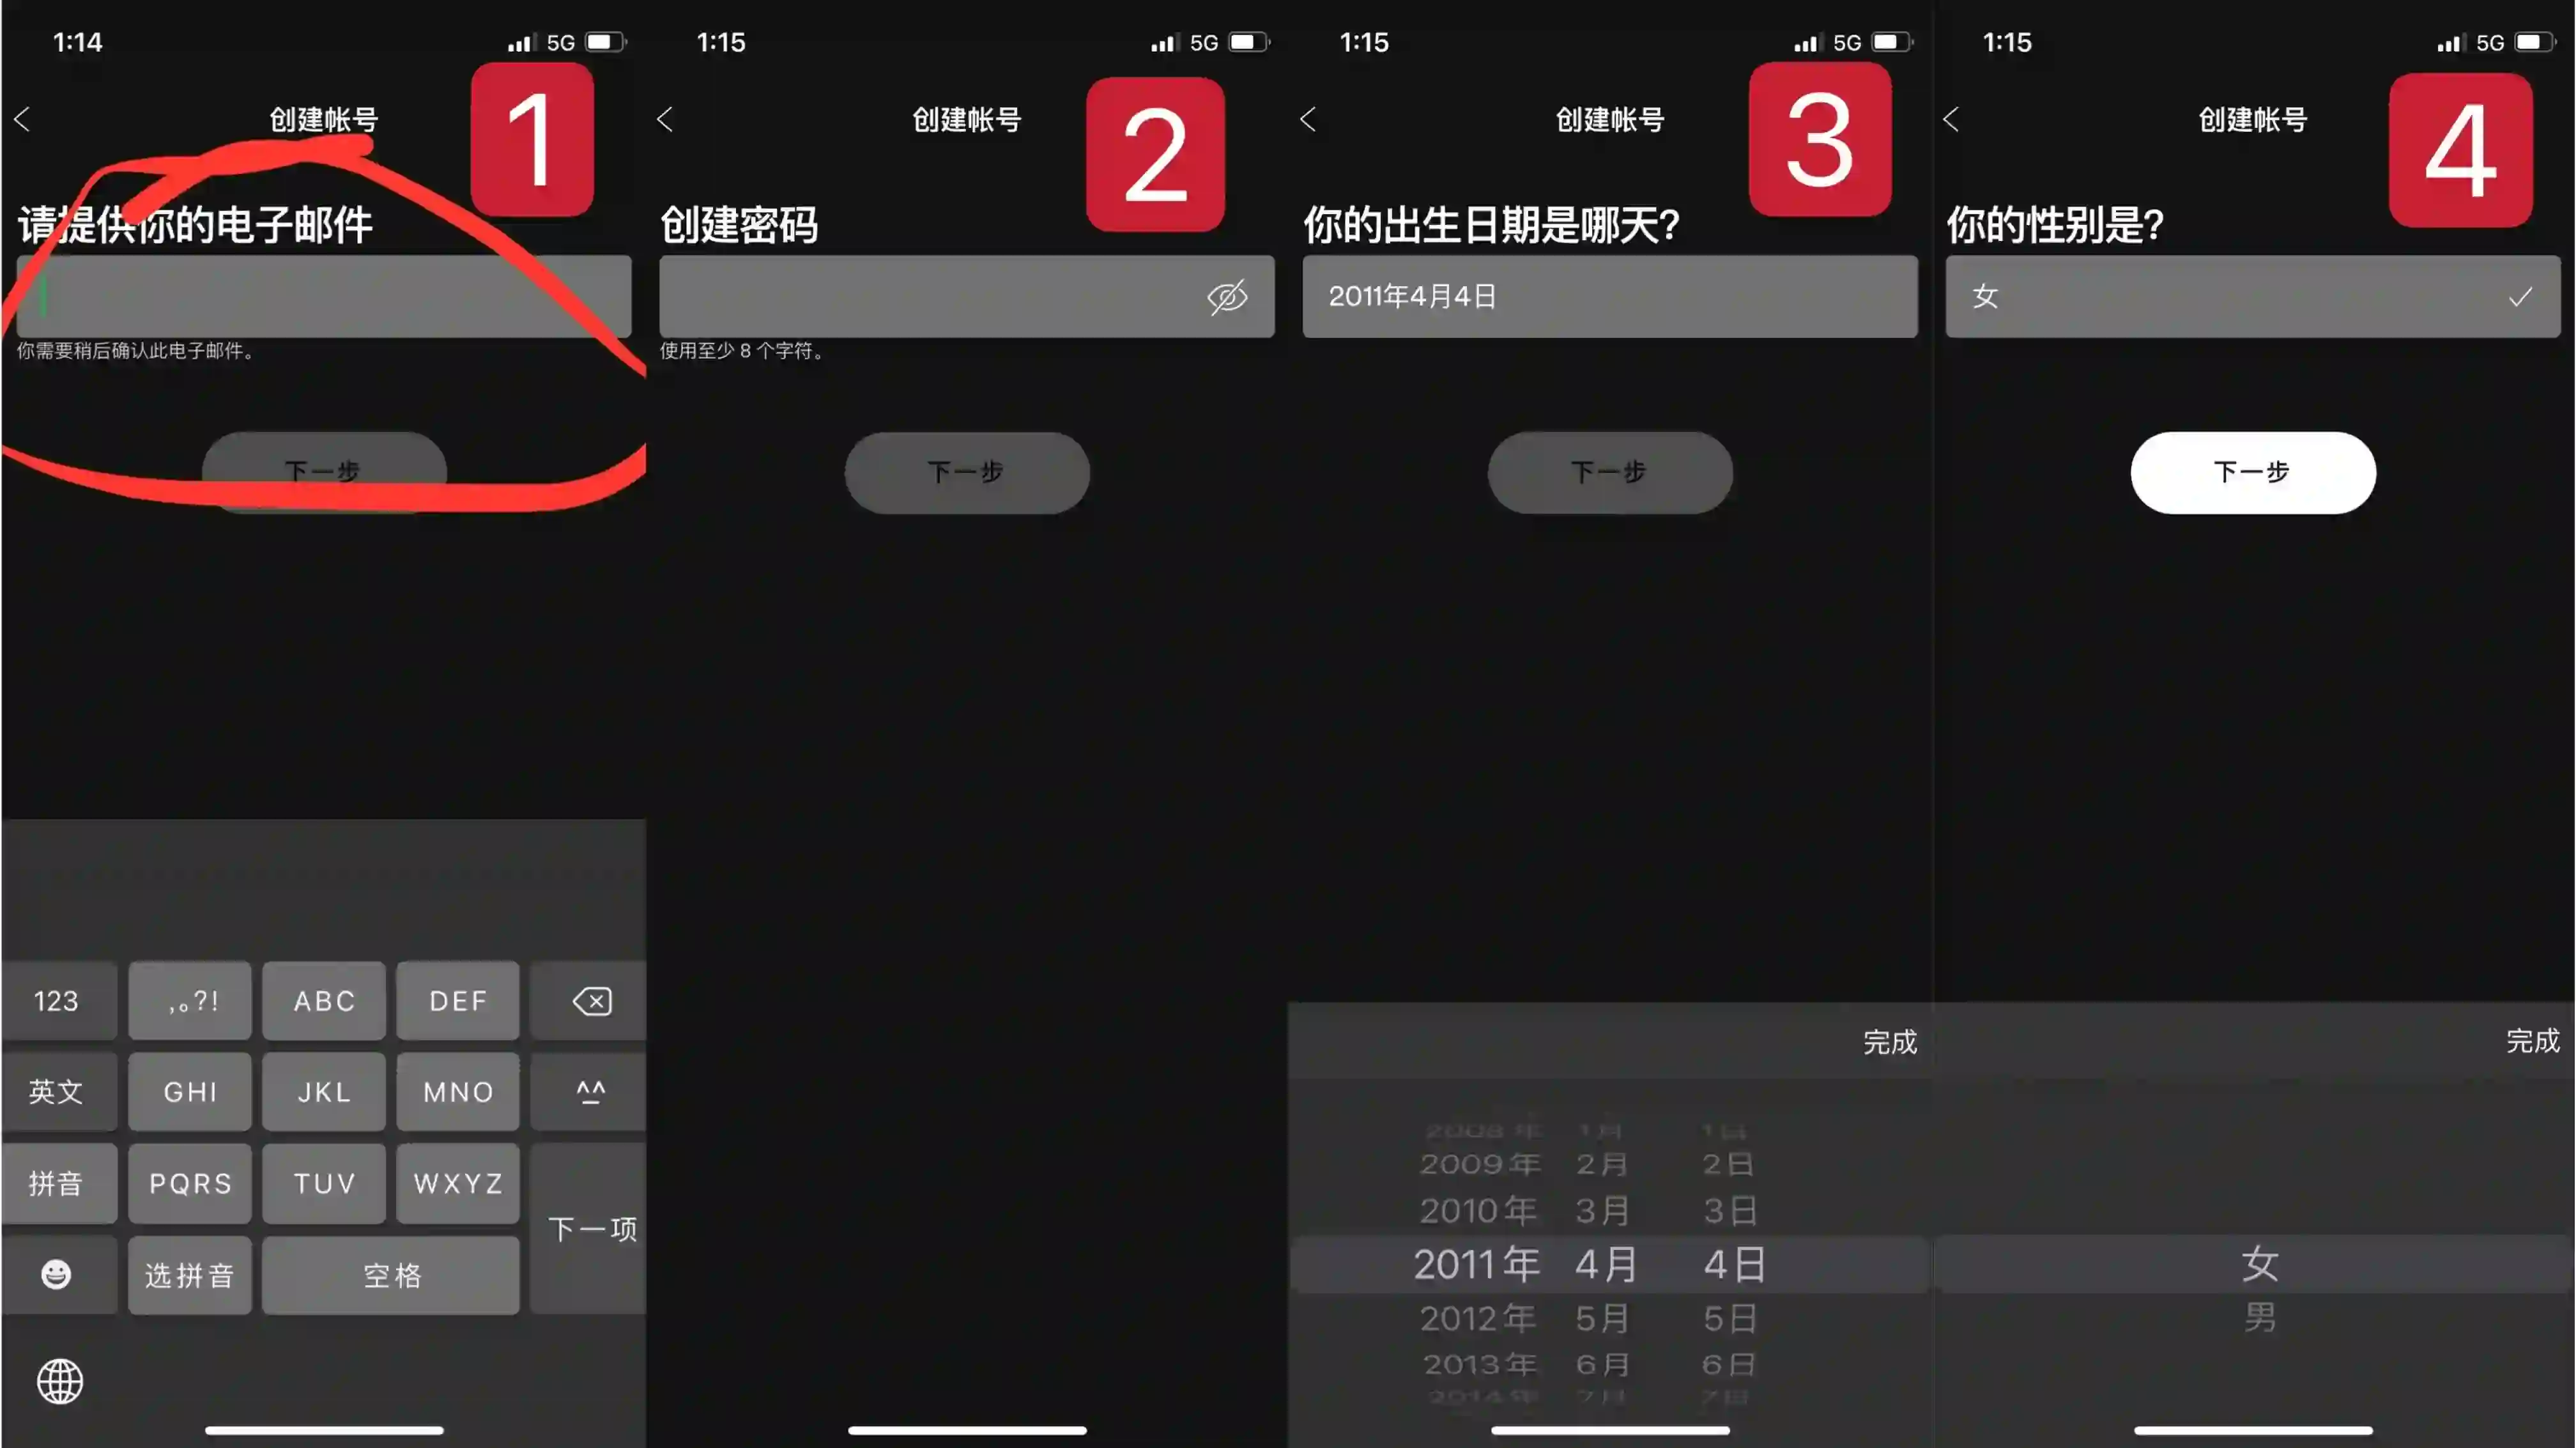 1:14
5G
创建帐号
1
请提供你的电子邮件
你需要稍后确认此电子邮件。
下一步
123
,。?!
ABC
DEF
英文
GHI
JKL
MNO
^^
拼音
PQRS
TUV
WXYZ
下一项
选拼音
空格
1:15
5G
创建帐号
2
创建密码
使用至少 8 个字符。
下一步
1:15
5G
创建帐号
3
你的出生日期是哪天?
2011年4月4日
下一步
完成
2008年 1月 1日
2009年 2月 2日
2010年 3月 3日
2011年 4月 4日
2012年 5月 5日
2013年 6月 6日
2014年 7月 7日
1:15
5G
创建帐号
4
你的性别是?
女
下一步
完成
女
男